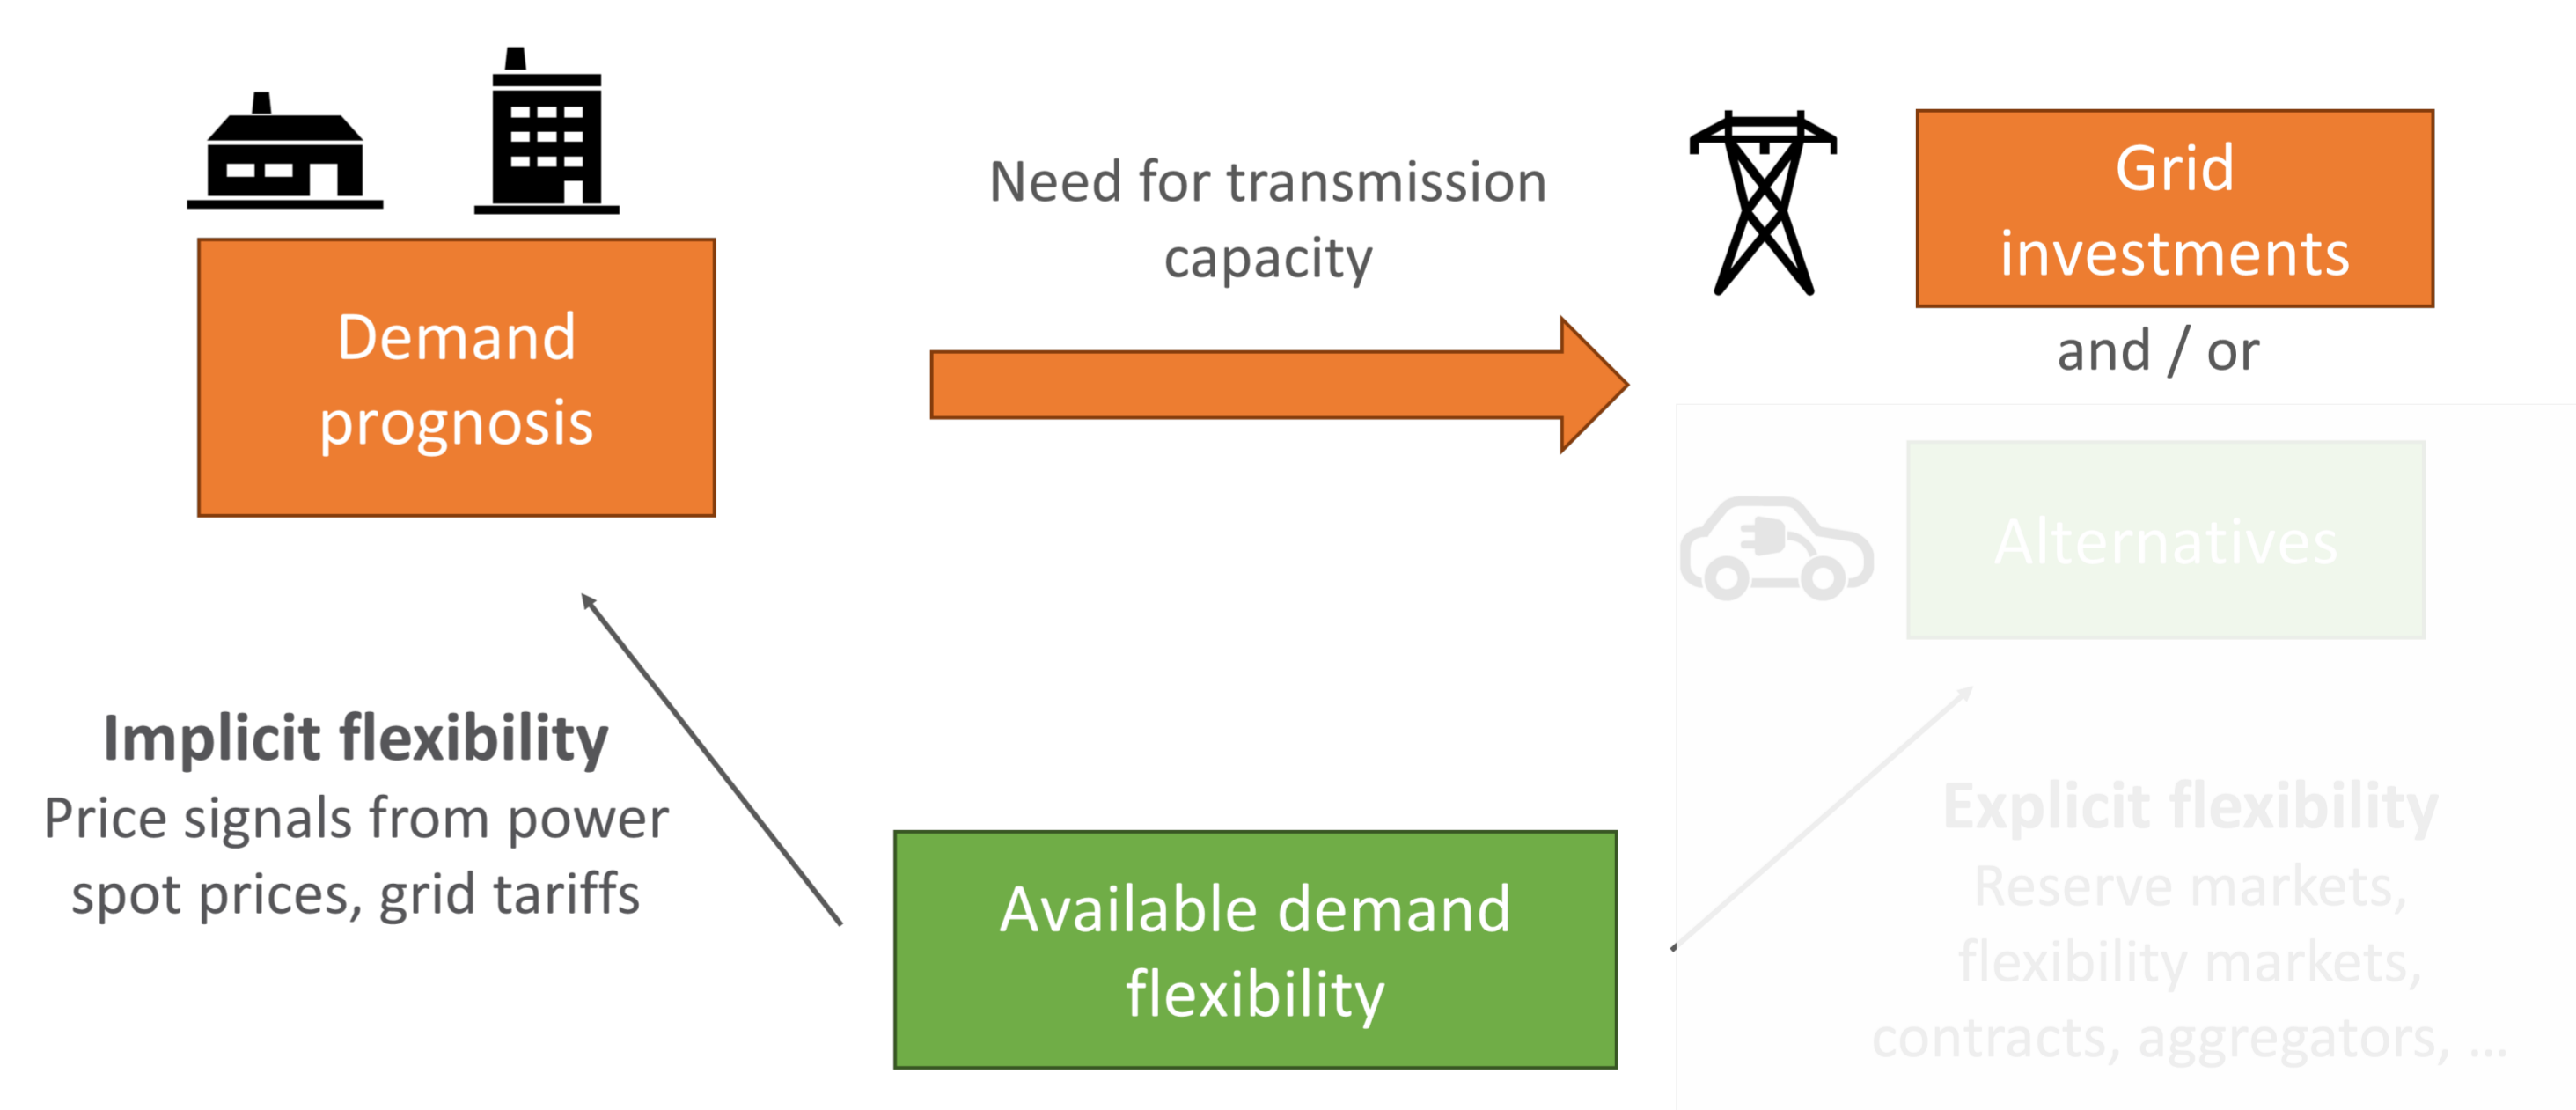 Demand
prognosis
Need for transmission
capacity
Grid
investments
and / or
Alternatives
Implicit flexibility
Price signals from power
spot prices, grid tariffs
Available demand
flexibility
Explicit flexibility
Reserve markets,
flexibility markets,
contracts, aggregators, ...